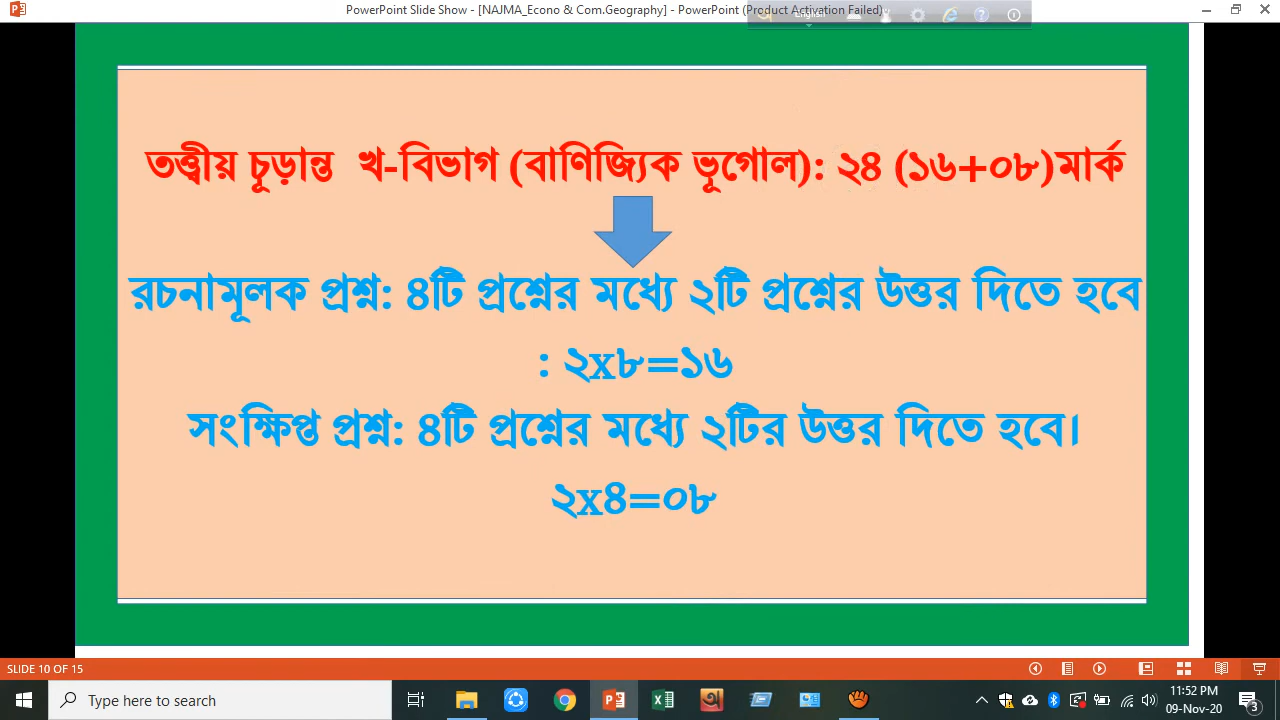 PowerPoint Slide Show - [NAJMA_Econo & Com.Geography] - PowerPoint (Product Activation Failed)
English
তত্ত্বীয় চূড়ান্ত খ-বিভাগ (বাণিজ্যিক ভূগোল): ২৪ (১৬+০৮)মার্ক
রচনামূলক প্রশ্ন: ৪টি প্রশ্নের মধ্যে ২টি প্রশ্নের উত্তর দিতে হবে
: ২x৮=১৬
সংক্ষিপ্ত প্রশ্ন: ৪টি প্রশ্নের মধ্যে ২টির উত্তর দিতে হবে।
২x৪=০৮
SLIDE 10 OF 15
Type here to search
11:52 PM
09-Nov-20
3